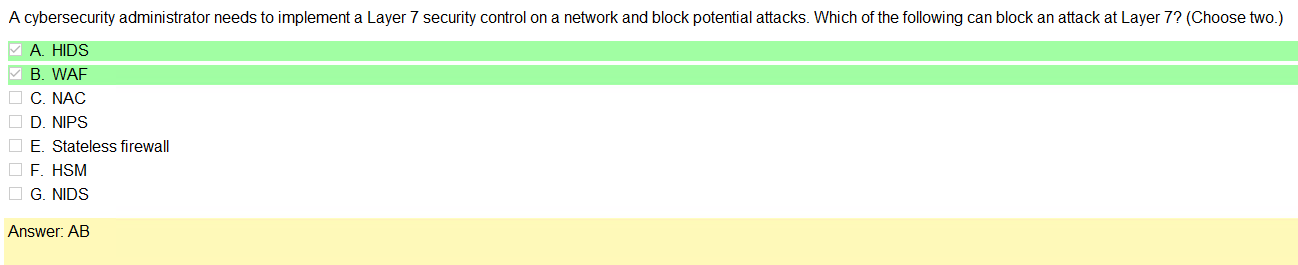 A cybersecurity administrator needs to implement a Layer 7 security control on a network and block potential attacks. Which of the following can block an attack at Layer 7? (Choose two.)
A. HIDS
B. WAF
C. NAC
D. NIPS
E. Stateless firewall
F. HSM
G. NIDS
Answer: AB